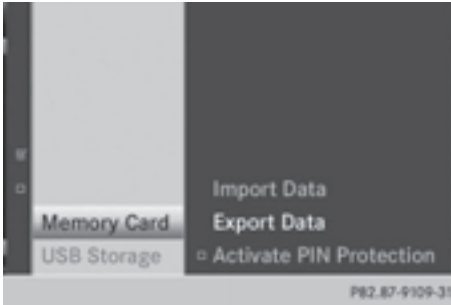 Import Data
Memory Card Export Data
USB Storage Activate PIN Protection
P82.87-9109-31